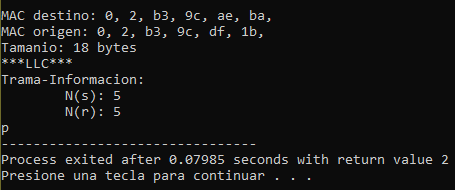 MAC destino: 0, 2, b3, 9c, ae, ba,
MAC origen: 0, 2, b3, 9c, df, 1b,
Tamanio: 18 bytes
***LLC***
Trama-Informacion:
        N(s): 5
        N(r): 5
p
--------------------------------
Process exited after 0.07985 seconds with return value 2
Presione una tecla para continuar . . .